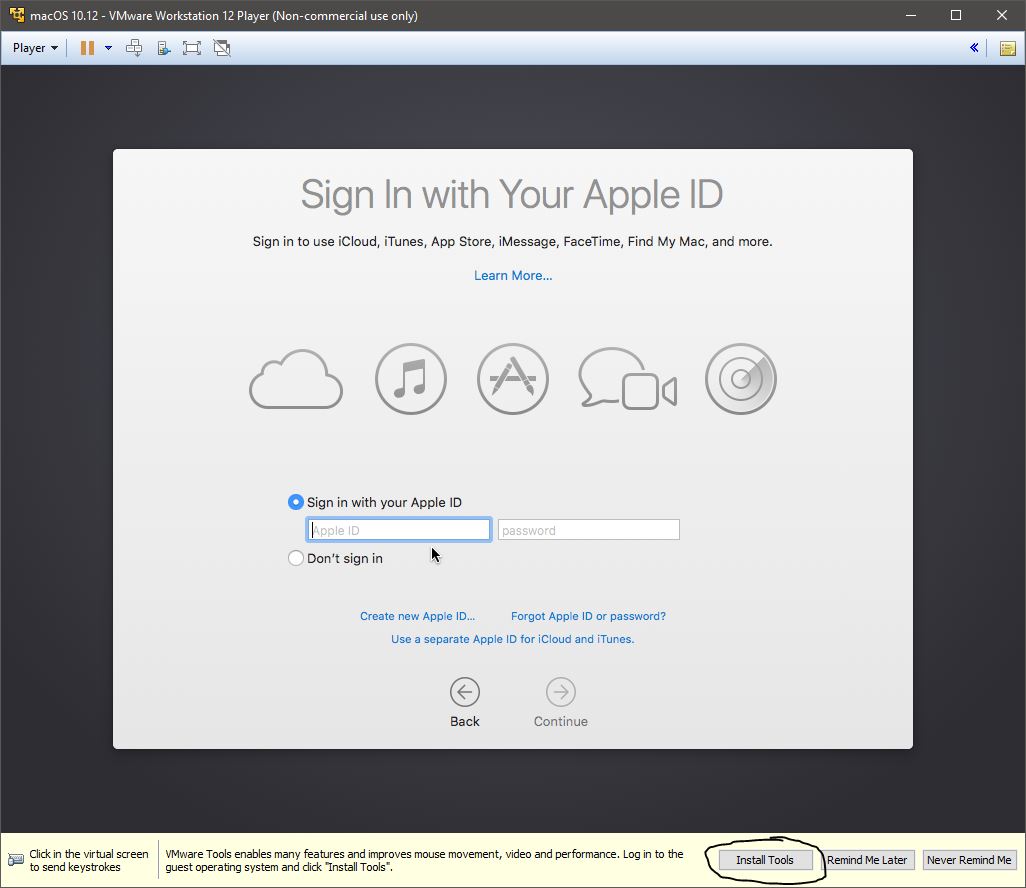 macOS 10.12 - VMware Workstation 12 Player (Non-commercial use only)
Player
Sign In with Your Apple ID
Sign in to use iCloud, iTunes, App Store, iMessage, FaceTime, Find My Mac, and more.
Learn More...
Sign in with your Apple ID
Apple ID password
Don't sign in
Create new Apple ID... Forgot Apple ID or password?
Use a separate Apple ID for iCloud and iTunes.
Back Continue
Click in the virtual screen
to send keystrokes
VMware Tools enables many features and improves mouse movement, video and performance. Log in to the
guest operating system and click "Install Tools".
Install Tools Remind Me Later Never Remind Me